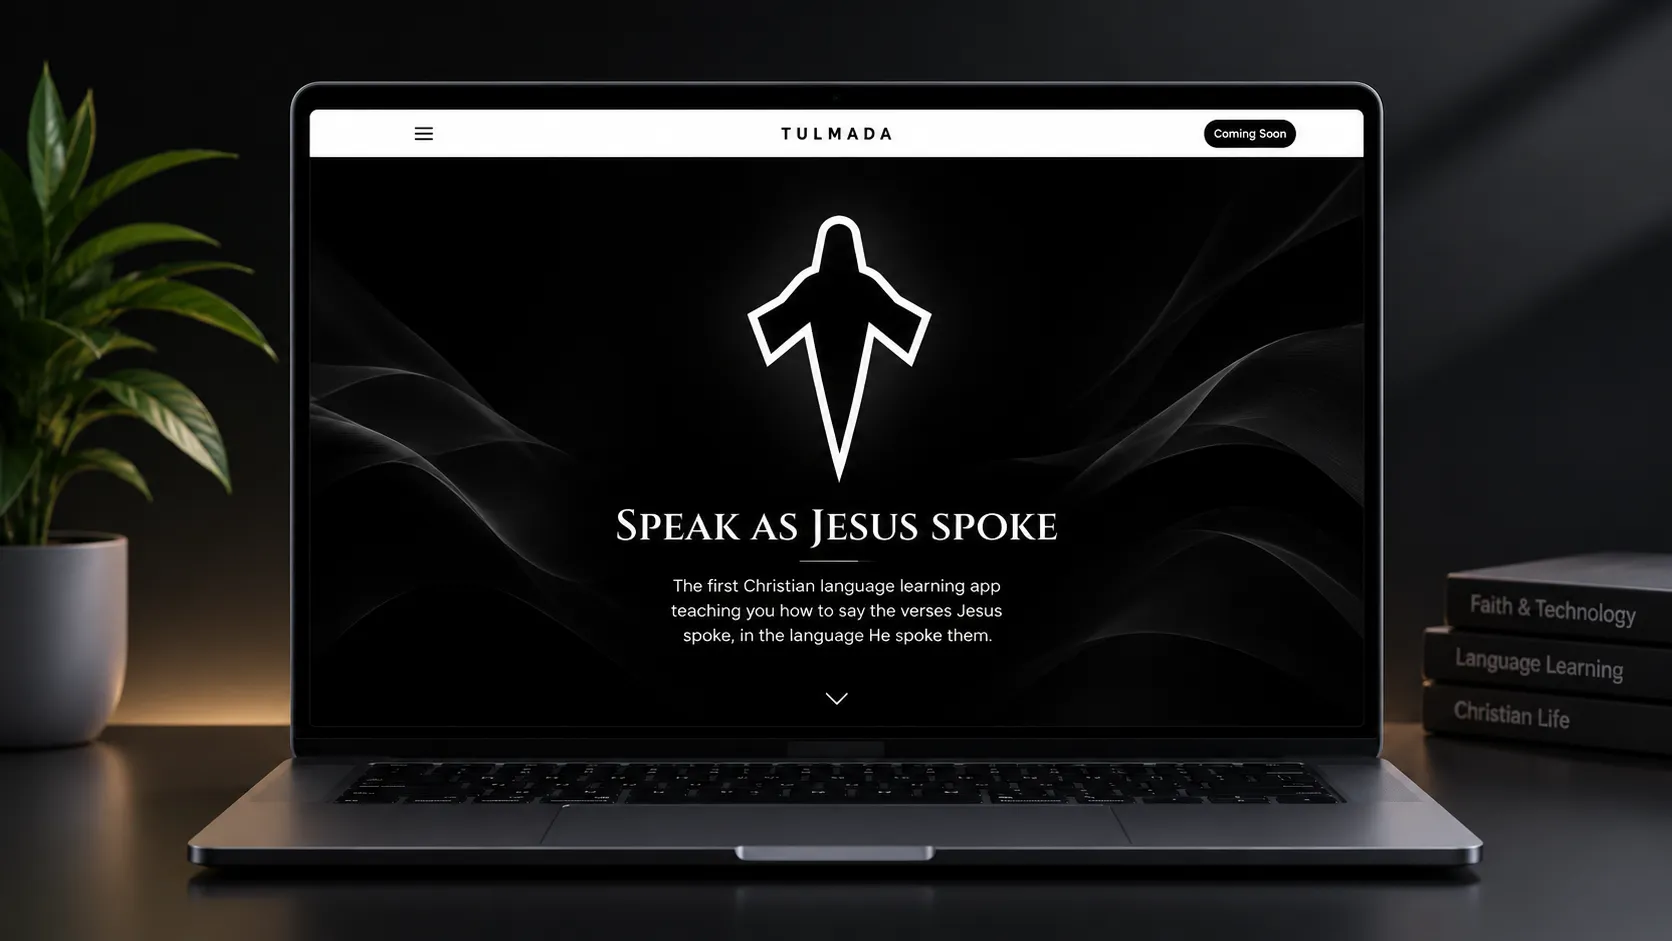 TULMADA
Coming Soon
SPEAK AS JESUS SPOKE
The first Christian language learning app
teaching you how to say the verses Jesus
spoke, in the language He spoke them.
Faith & Technology
Language Learning
Christian Life